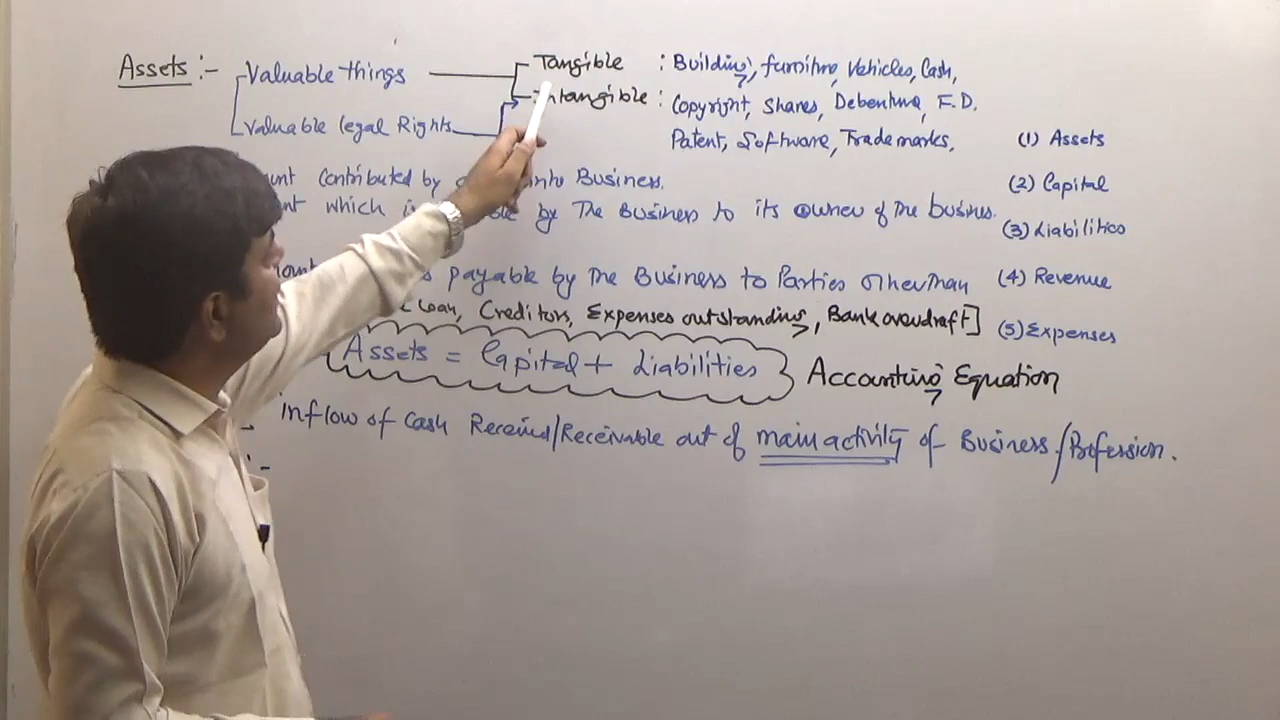 Assets :- Valuable things Tangible : Building, furniture, Vehicles, Cash,
Intangible : Copyright, Shares, Debenture, F.D.
Valuable legal Rights
Patent, Software, Trademarks,
contributed by into Business.
which by The Business to its Owner of The busines.
payable by The Business to Parties Other than
Loan, Creditors, Expenses outstanding, Bank overdraft]
Assets = Capital + Liabilities Accounting Equation
inflow of Cash Received/Receivable out of main activity of Business/Profession.
(1) Assets
(2) Capital
(3) Liabilities
(4) Revenue
(5) Expenses